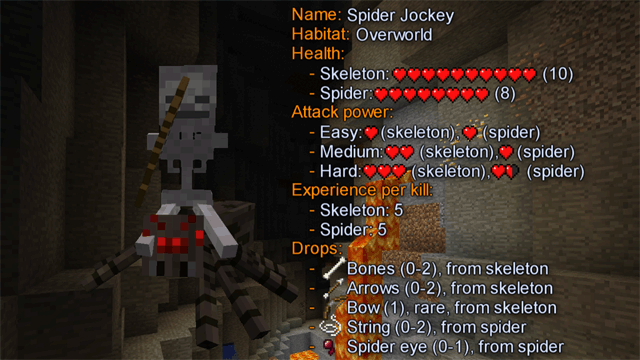 Name: Spider Jockey
Habitat: Overworld
Health:
- Skeleton: (10)
- Spider: (8)
Attack power:
- Easy: (skeleton), (spider)
- Medium: (skeleton), (spider)
- Hard: (skeleton), (spider)
Experience per kill:
- Skeleton: 5
- Spider: 5
Drops:
- Bones (0-2), from skeleton
- Arrows (0-2), from skeleton
- Bow (1), rare, from skeleton
- String (0-2), from spider
- Spider eye (0-1), from spider